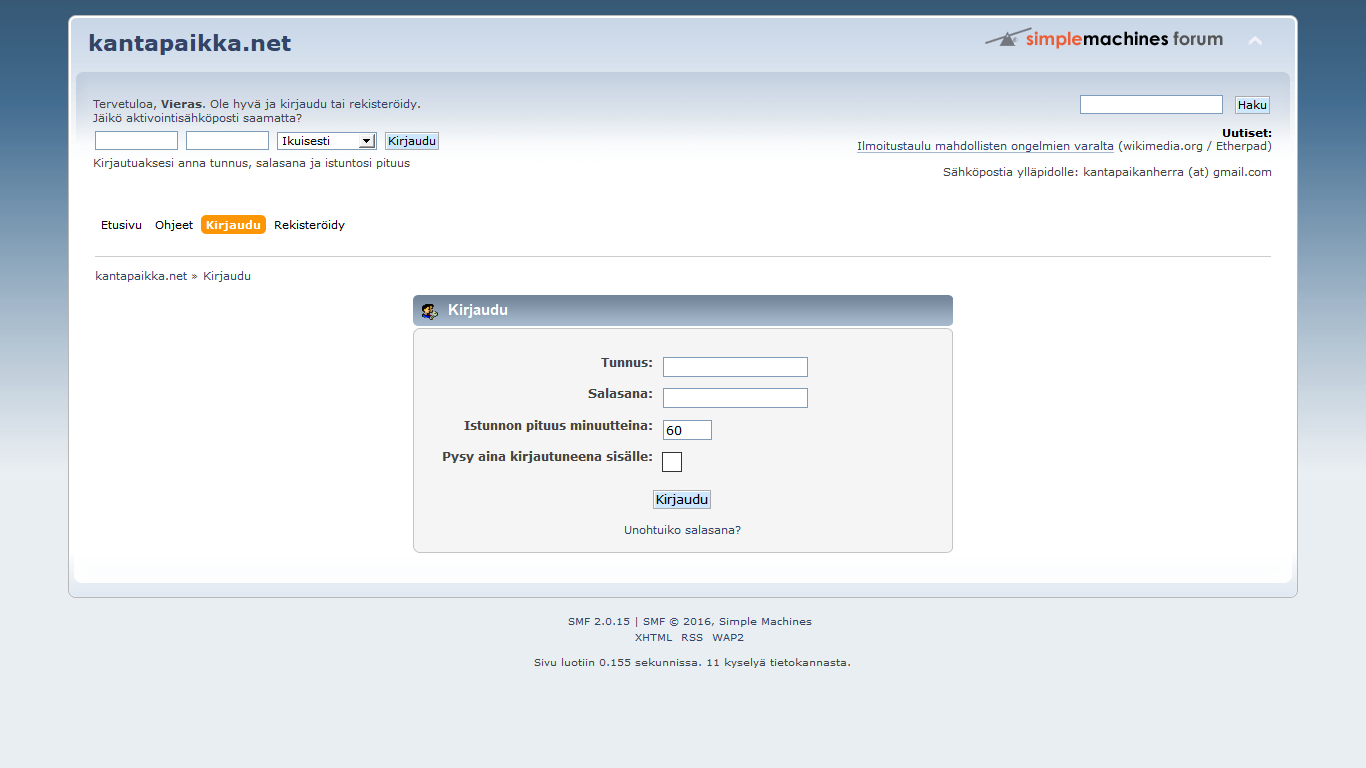 kantapaikka.net
simplemachines forum
Tervetuloa, Vieras. Ole hyvä ja kirjaudu tai rekisteröidy.
Jäikö aktivointisähköposti saamatta?
Ikuisesti Kirjaudu
Kirjautuaksesi anna tunnus, salasana ja istuntosi pituus
Haku
Uutiset:
Ilmoitustaulu mahdollisten ongelmien varalta (wikimedia.org / Etherpad)
Sähköpostia ylläpidolle: kantapaikanherra (at) gmail.com
Etusivu Ohjeet Kirjaudu Rekisteröidy
kantapaikka.net » Kirjaudu
Kirjaudu
Tunnus:
Salasana:
Istunnon pituus minuutteina: 60
Pysy aina kirjautuneena sisälle:
Kirjaudu
Unohtuiko salasana?
SMF 2.0.15 | SMF © 2016, Simple Machines
XHTML RSS WAP2
Sivu luotiin 0.155 sekunnissa. 11 kyselyä tietokannasta.